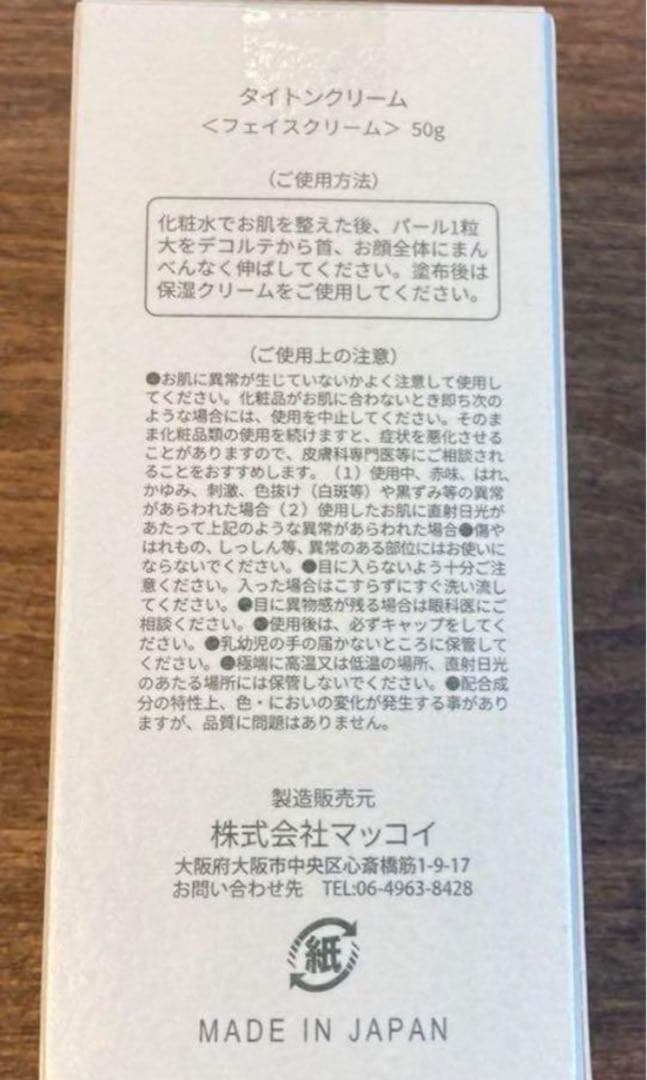 タイトンクリーム
＜フェイスクリーム＞ 50g
（ご使用方法）
化粧水でお肌を整えた後、パール1粒
大をデコルテから首、お顔全体にまん
べんなく伸ばしてください。塗布後は
保湿クリームをご使用してください。
（ご使用上の注意）
●お肌に異常が生じていないかよく注意して使用し
てください。化粧品がお肌に合わないとき即ち次の
ような場合には、使用を中止してください。そのま
ま化粧品類の使用を続けますと、症状を悪化させる
ことがありますので、皮膚科専門医等にご相談され
ることをおすすめします。（1）使用中、赤味、はれ、
かゆみ、刺激、色抜け（白斑等）や黒ずみ等の異常
があらわれた場合（2）使用したお肌に直射日光が
あたって上記のような異常があらわれた場合●傷や
はれもの、しっしん等、異常のある部位にはお使いに
ならないでください。●目に入らないよう十分ご注
意ください。入った場合はこすらずにすぐ洗い流し
てください。●目に異物感が残る場合は眼科医にご
相談ください。●使用後は、必ずキャップをしてく
ださい。●乳幼児の手の届かないところに保管して
ください。●極端に高温又は低温の場所、直射日光
のあたる場所には保管しないでください。●配合成
分の特性上、色・においの変化が発生する事があり
ますが、品質に問題はありません。
製造販売元
株式会社マッコイ
大阪府大阪市中央区心斎橋筋1-9-17
お問い合わせ先　TEL:06-4963-8428
紙
MADE IN JAPAN